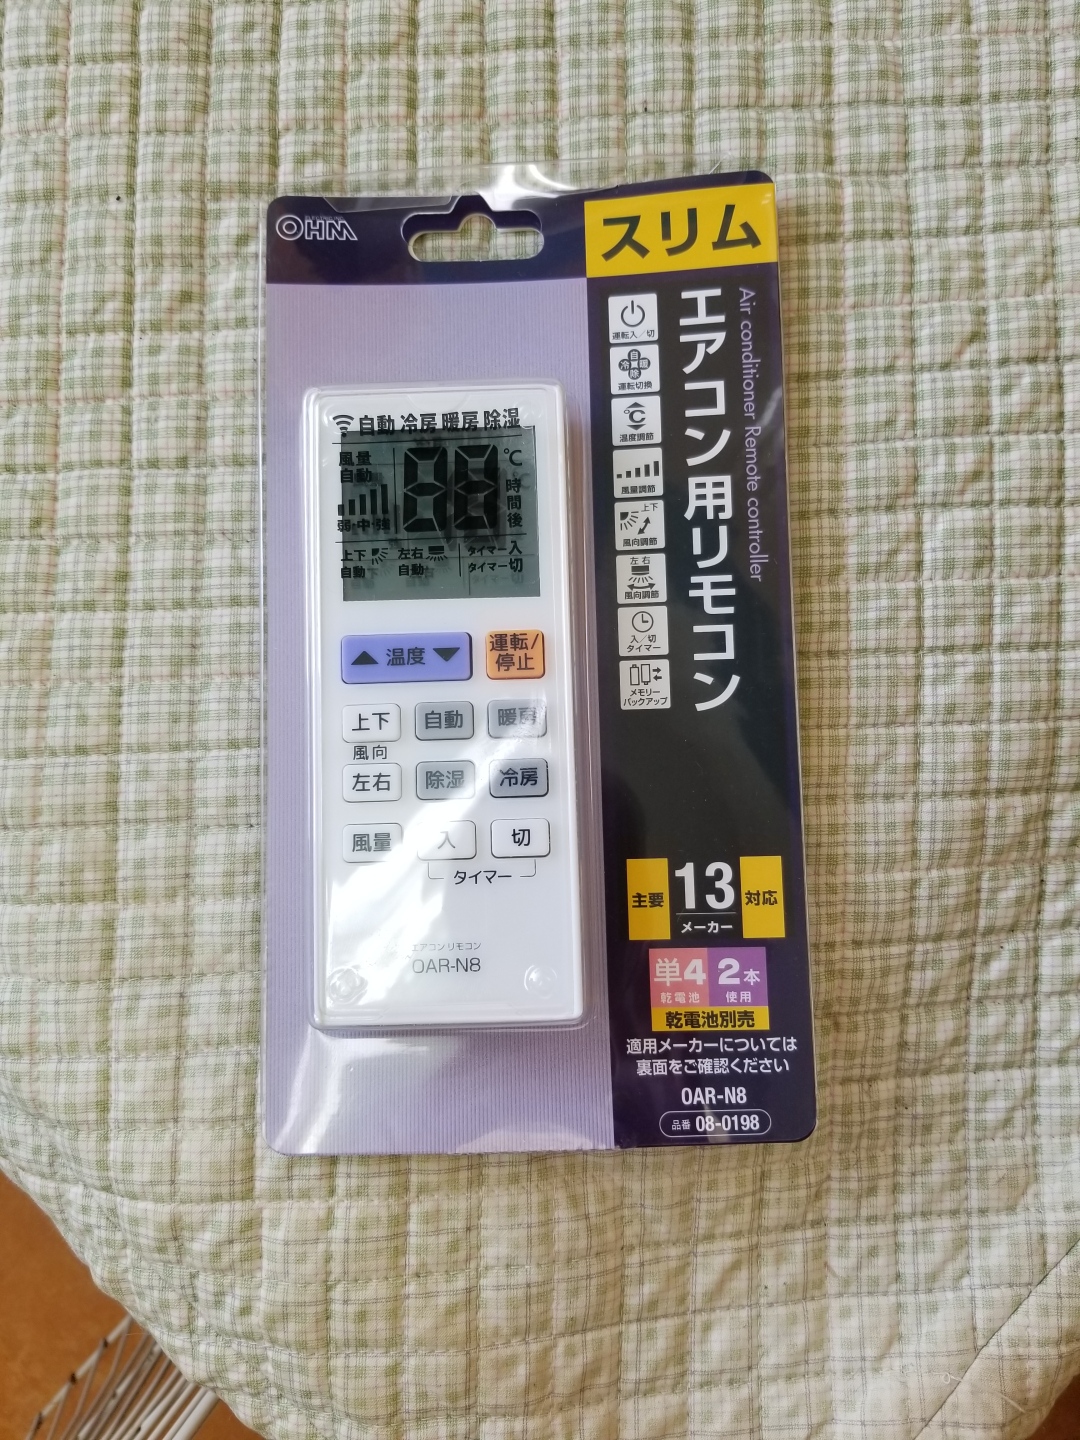 ELECTRIC INC.
OHM
スリム
エアコン用リモコン
Air conditioner Remote controller
運転入／切
自
冷 暖
除
運転切換
℃
温度調節
風量調節
上下
風向調節
左右
風向調節
入／切
タイマー
メモリー
バックアップ
自動 冷房 暖房 除湿
風量
自動
弱・中・強
88
℃
時
間
後
上下
自動
左右
自動
タイマー入
タイマー切
▲ 温度 ▼
運転/
停止
上下
自動
暖房
風向
左右
除湿
冷房
風量
入
切
タイマー
エアコンリモコン
OAR-N8
主要
13
メーカー
対応
単4
乾電池
2本
使用
乾電池別売
適用メーカーについては
裏面をご確認ください
OAR-N8
品番 08-0198